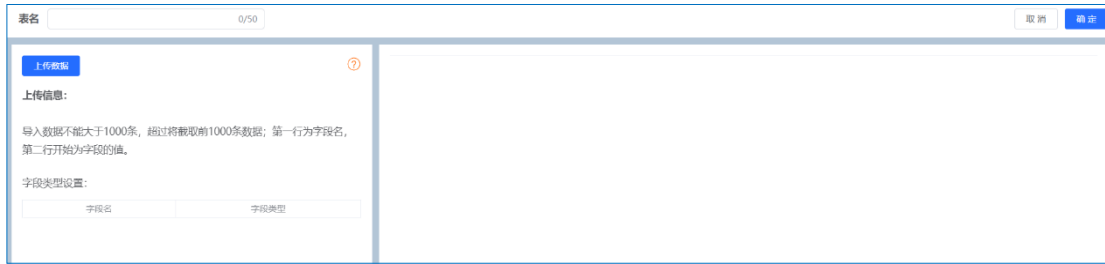 表名 0/50 取消 确定
上传数据 ?
上传信息：
导入数据不能大于1000条，超过将截取前1000条数据；第一行为字段名，
第二行开始为字段的值。
字段类型设置：
字段名 字段类型